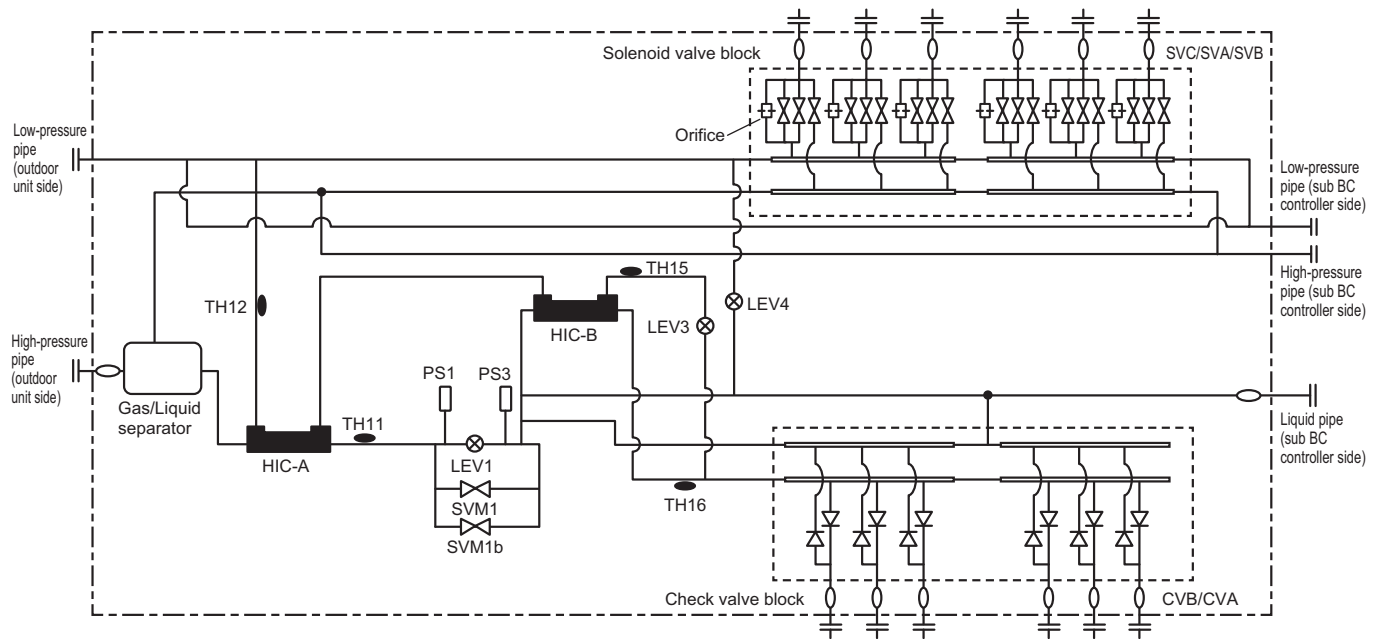 Solenoid valve block
SVC/SVA/SVB
Orifice
Low-pressure
pipe
(outdoor
unit side)
Low-pressure
pipe (sub BC
controller side)
High-pressure
pipe (sub BC
controller side)
TH15
TH12
LEV4
LEV3
HIC-B
High-pressure
pipe
(outdoor
unit side)
PS1
PS3
Gas/Liquid
separator
TH11
Liquid pipe
(sub BC
controller side)
HIC-A
LEV1
SVM1
TH16
SVM1b
Check valve block
CVB/CVA